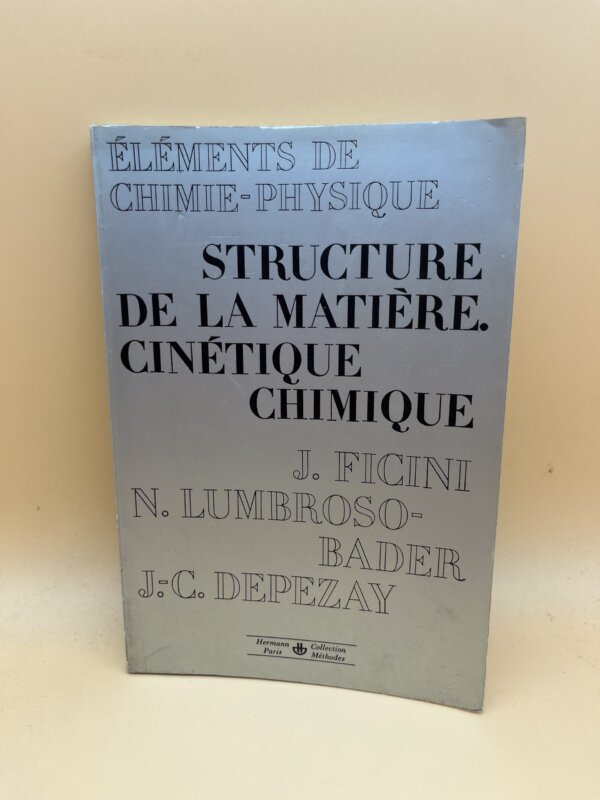 ÉLÉMENTS DE
CHIMIE-PHYSIQUE
STRUCTURE
DE LA MATIÈRE.
CINÉTIQUE
CHIMIQUE
J. FICINI
N. LUMBROSO-
BADER
J.-C. DEPEZAY
Hermann Collection
Paris Méthodes